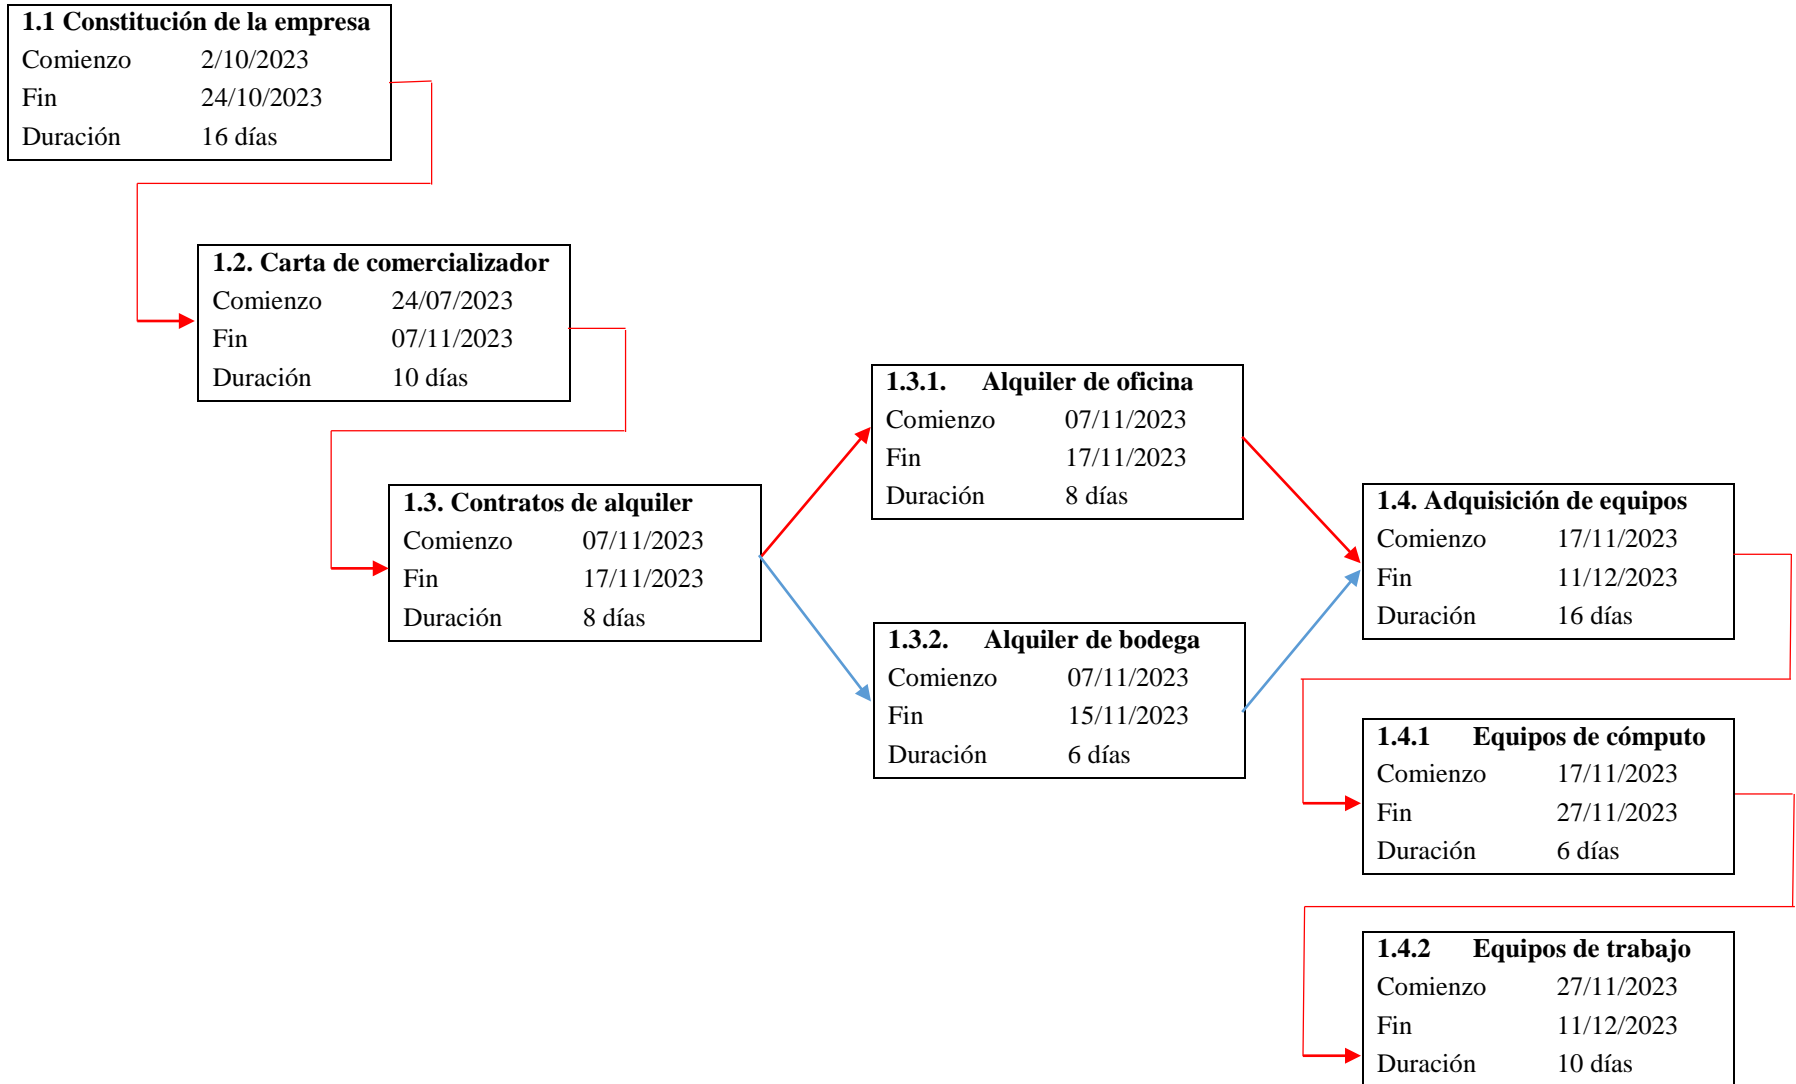 1.1 Constitución de la empresa
Comienzo 2/10/2023
Fin 24/10/2023
Duración 16 días
1.2. Carta de comercializador
Comienzo 24/07/2023
Fin 07/11/2023
Duración 10 días
1.3. Contratos de alquiler
Comienzo 07/11/2023
Fin 17/11/2023
Duración 8 días
1.3.1. Alquiler de oficina
Comienzo 07/11/2023
Fin 17/11/2023
Duración 8 días
1.3.2. Alquiler de bodega
Comienzo 07/11/2023
Fin 15/11/2023
Duración 6 días
1.4. Adquisición de equipos
Comienzo 17/11/2023
Fin 11/12/2023
Duración 16 días
1.4.1 Equipos de cómputo
Comienzo 17/11/2023
Fin 27/11/2023
Duración 6 días
1.4.2 Equipos de trabajo
Comienzo 27/11/2023
Fin 11/12/2023
Duración 10 días